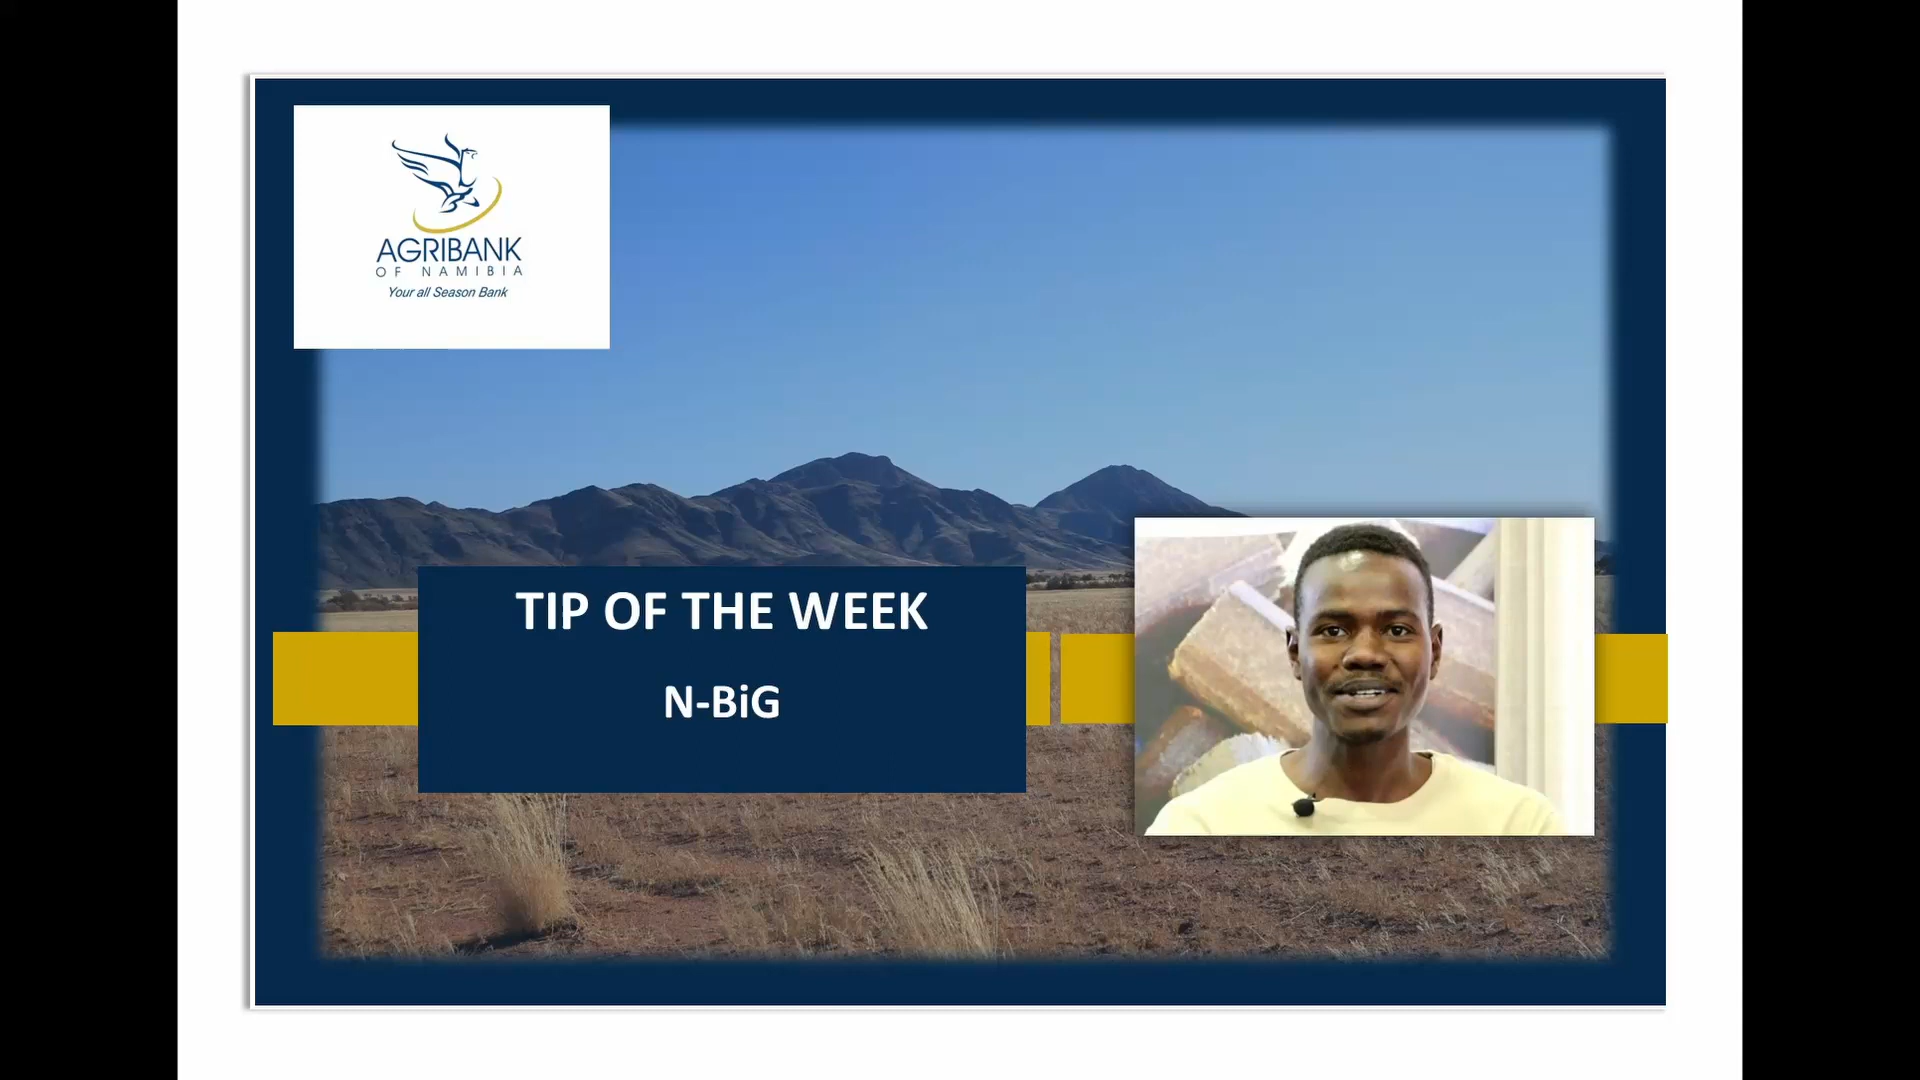 AGRIBANK
OF NAMIBIA
Your all Season Bank
TIP OF THE WEEK
N-BiG